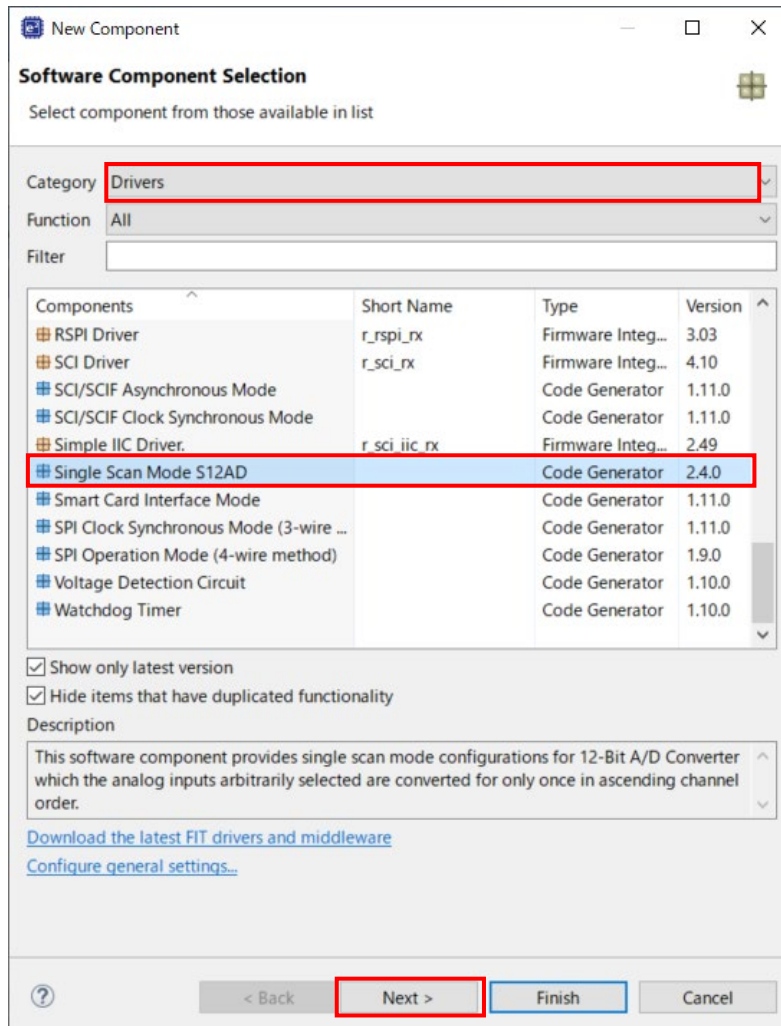 New Component
Software Component Selection
Select component from those available in list
Category Drivers
Function All
Filter
Components Short Name Type Version
RSPI Driver r_rspi_rx Firmware Integ... 3.03
SCI Driver r_sci_rx Firmware Integ... 4.10
SCI/SCIF Asynchronous Mode Code Generator 1.11.0
SCI/SCIF Clock Synchronous Mode Code Generator 1.11.0
Simple IIC Driver. r_sci_iic_rx Firmware Integ... 2.49
Single Scan Mode S12AD Code Generator 2.4.0
Smart Card Interface Mode Code Generator 1.11.0
SPI Clock Synchronous Mode (3-wire ... Code Generator 1.11.0
SPI Operation Mode (4-wire method) Code Generator 1.9.0
Voltage Detection Circuit Code Generator 1.10.0
Watchdog Timer Code Generator 1.10.0
Show only latest version
Hide items that have duplicated functionality
Description
This software component provides single scan mode configurations for 12-Bit A/D Converter
which the analog inputs arbitrarily selected are converted for only once in ascending channel
order.
Download the latest FIT drivers and middleware
Configure general settings...
? < Back Next > Finish Cancel